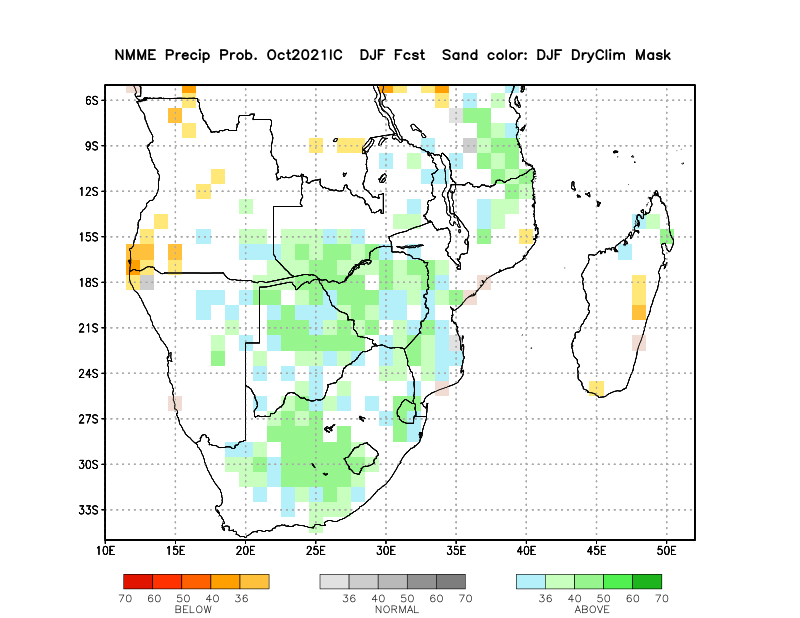 NMME Precip Prob. Oct2021IC DJF Fcst Sand color: DJF DryClim Mask
6S
9S
12S
15S
18S
21S
24S
27S
30S
33S
10E 15E 20E 25E 30E 35E 40E 45E 50E
70 60 50 40 36 36 40 50 60 70 36 40 50 60 70
BELOW NORMAL ABOVE